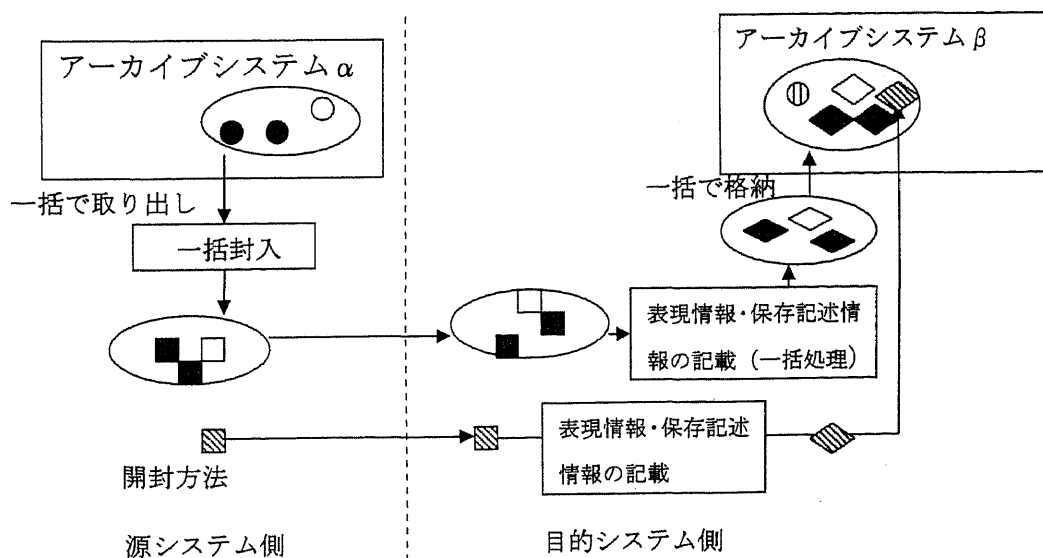 アーカイブシステムα
アーカイブシステムβ
一括で取り出し
一括で格納
一括封入
表現情報・保存記述情
報の記載（一括処理）
表現情報・保存記述
情報の記載
開封方法
源システム側
目的システム側